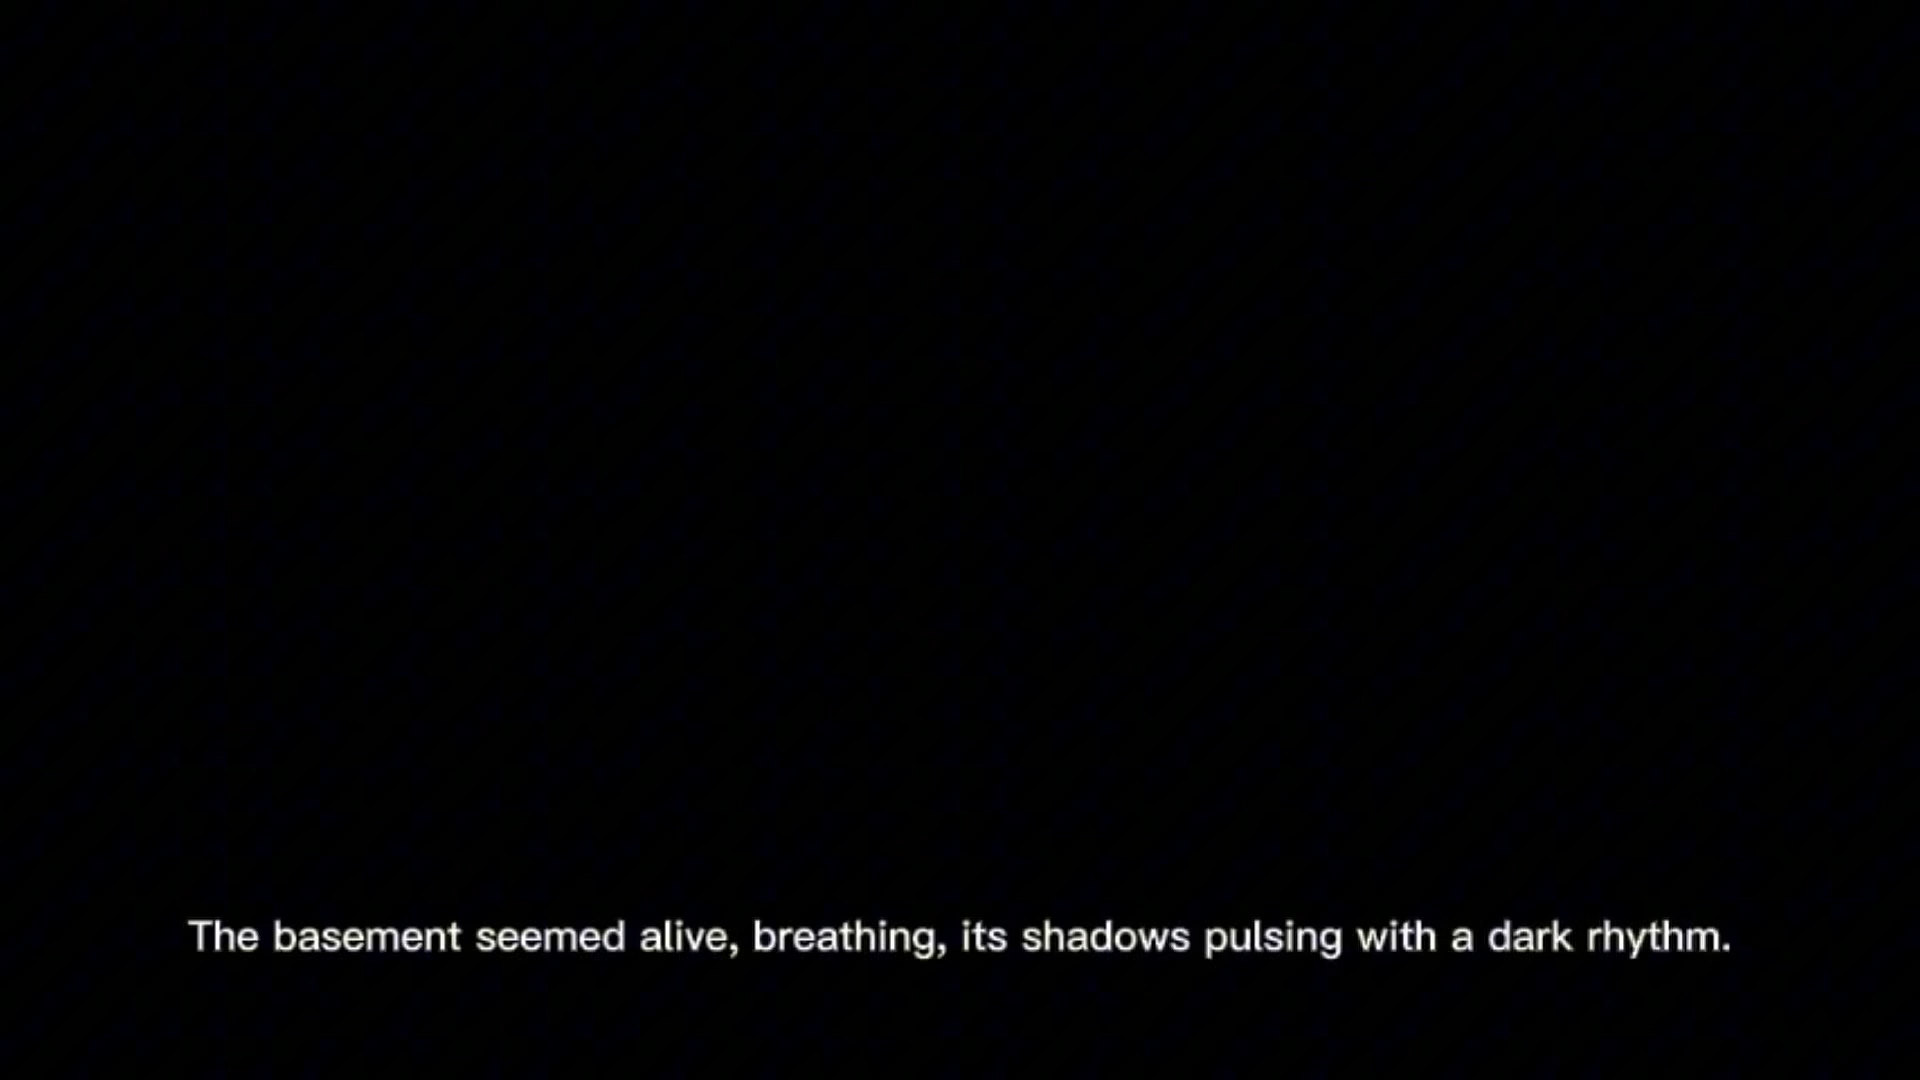 The basement seemed alive, breathing, its shadows pulsing with a dark rhythm.